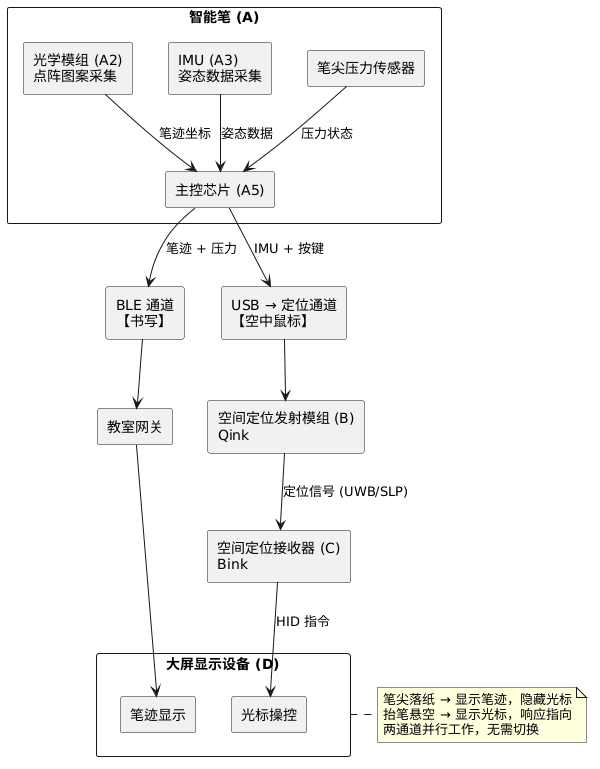 智能笔 (A)
光学模组 (A2)
点阵图案采集
IMU (A3)
姿态数据采集
笔尖压力传感器
笔迹坐标
姿态数据
压力状态
主控芯片 (A5)
笔迹 + 压力
IMU + 按键
BLE 通道
【书写】
USB → 定位通道
【空中鼠标】
教室网关
空间定位发射模组 (B)
Qink
定位信号 (UWB/SLP)
空间定位接收器 (C)
Bink
HID 指令
大屏显示设备 (D)
笔迹显示
光标操控
笔尖落纸 → 显示笔迹，隐藏光标
抬笔悬空 → 显示光标，响应指向
两通道并行工作，无需切换